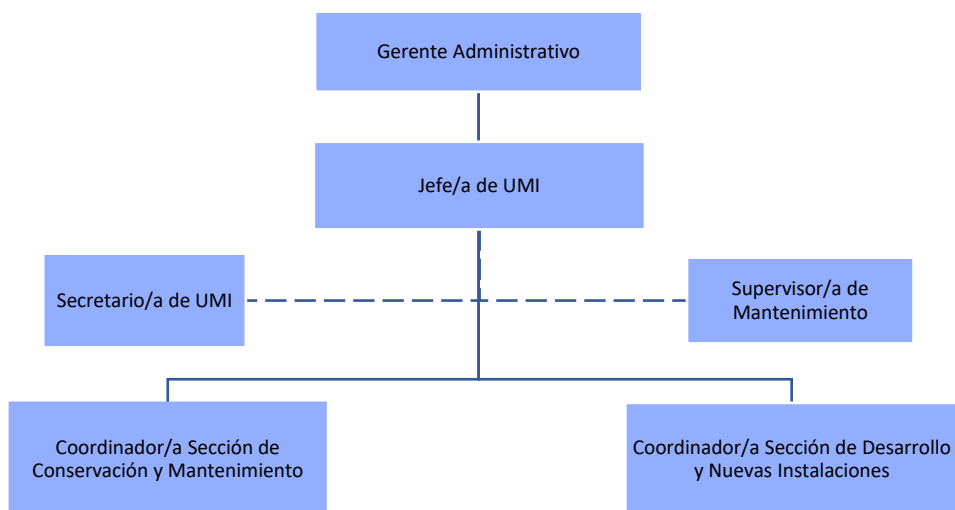 Gerente Administrativo
Jefe/a de UMI
Secretario/a de UMI
Supervisor/a de
Mantenimiento
Coordinador/a Sección de
Conservación y Mantenimiento
Coordinador/a Sección de Desarrollo
y Nuevas Instalaciones